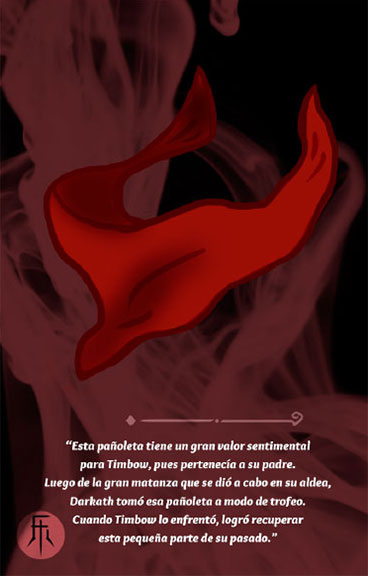 “Esta pañoleta tiene un gran valor sentimental
para Timbow, pues pertenecía a su padre.
Luego de la gran matanza que se dió a cabo en su aldea,
Darkath tomó esa pañoleta a modo de trofeo.
Cuando Timbow lo enfrentó, logró recuperar
esta pequeña parte de su pasado.”